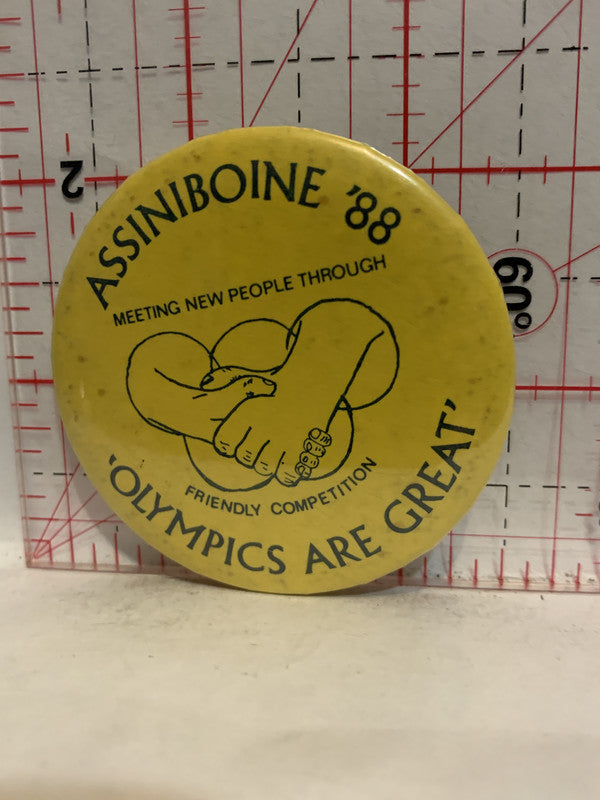 ASSINIBOINE '88
MEETING NEW PEOPLE THROUGH
FRIENDLY COMPETITION
'OLYMPICS ARE GREAT'
2
60°